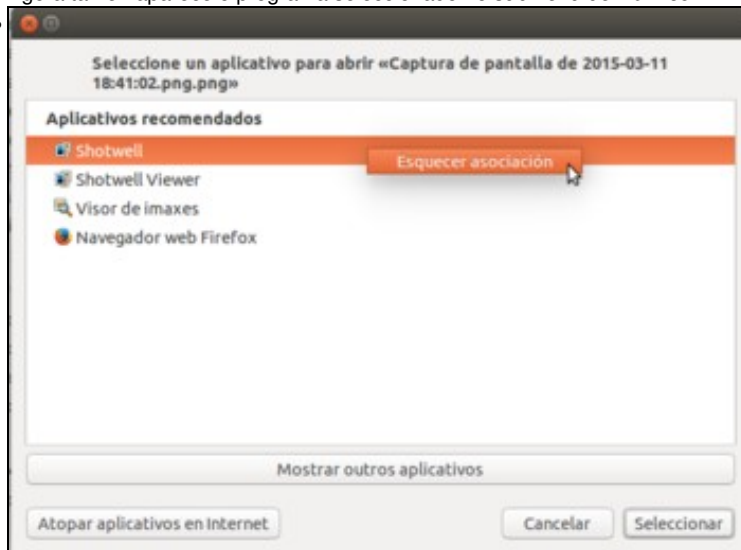 Seleccione un aplicativo para abrir «Captura de pantalla de 2015-03-11
18:41:02.png.png»
Aplicativos recomendados
Shotwell
Esquecer asociación
Shotwell Viewer
Visor de imaxes
Navegador web Firefox
Mostrar outros aplicativos
Atopar aplicativos en Internet
Cancelar
Seleccionar